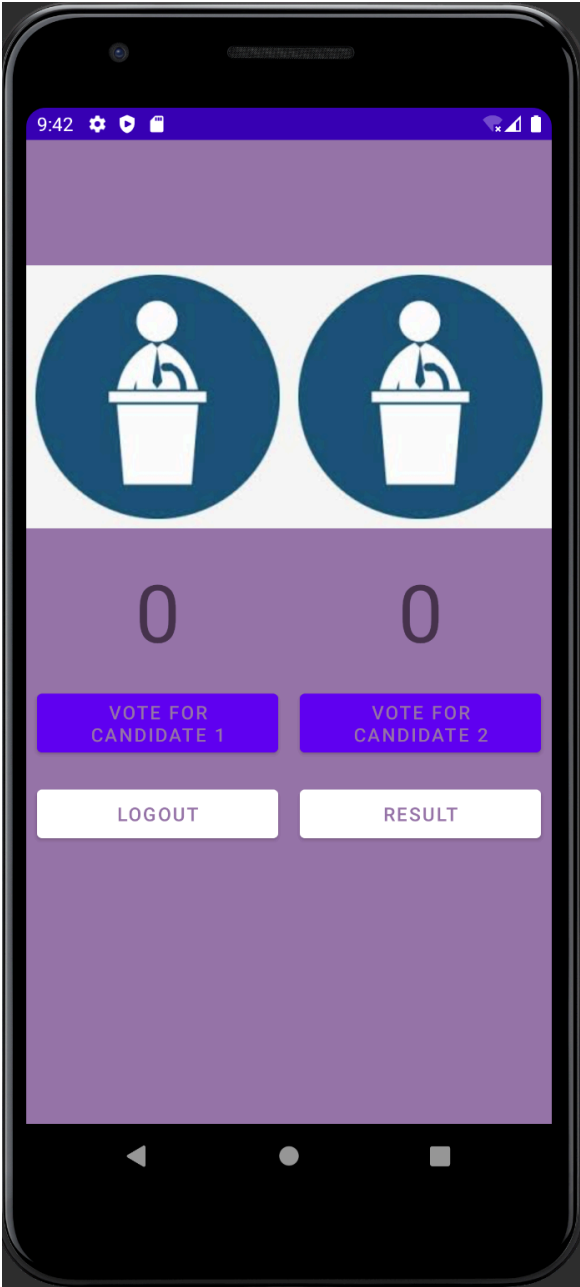 9:42
0 0
VOTE FOR
CANDIDATE 1
VOTE FOR
CANDIDATE 2
LOGOUT
RESULT